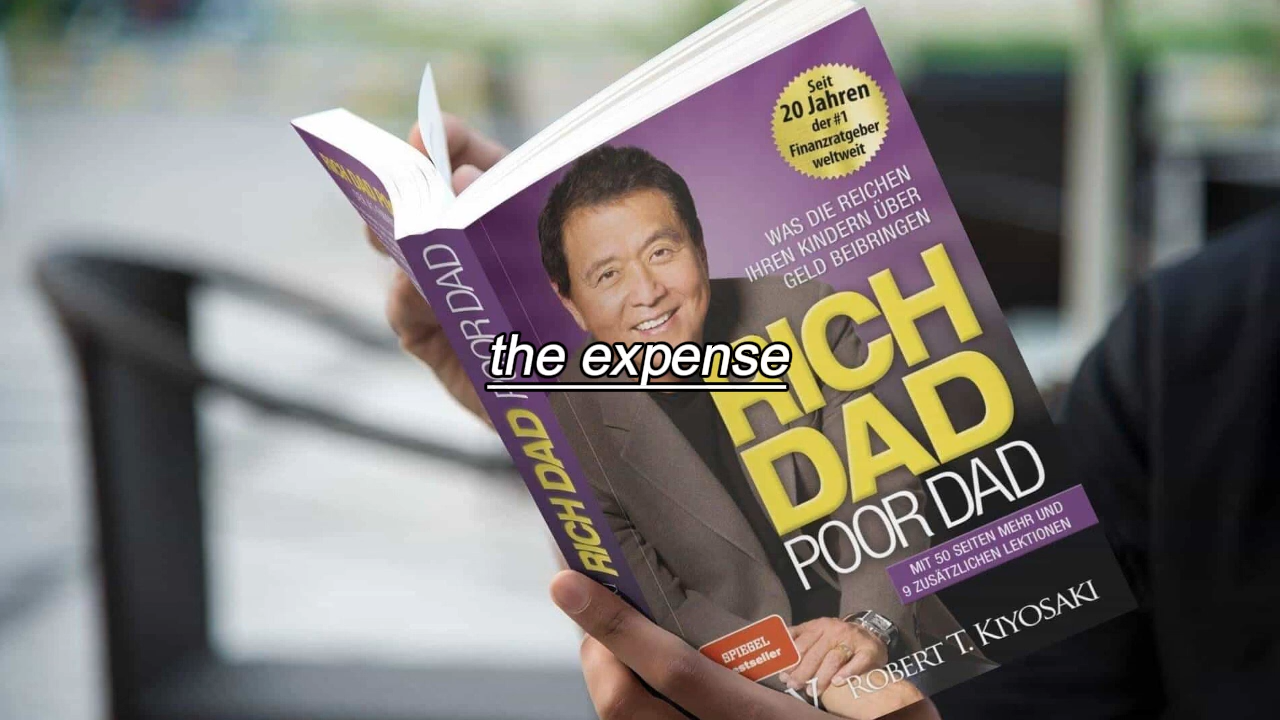 Seit
20 Jahren
der #1
Finanzratgeber
weltweit
WAS DIE REICHEN
IHREN KINDERN ÜBER
GELD BEIBRINGEN
RICH
DAD
POOR DAD
MIT 50 SEITEN MEHR UND
9 ZUSÄTZLICHEN LEKTIONEN
ROBERT T. KIYOSAKI
SPIEGEL
Bestseller
RICH DAD POOR DAD
the expense